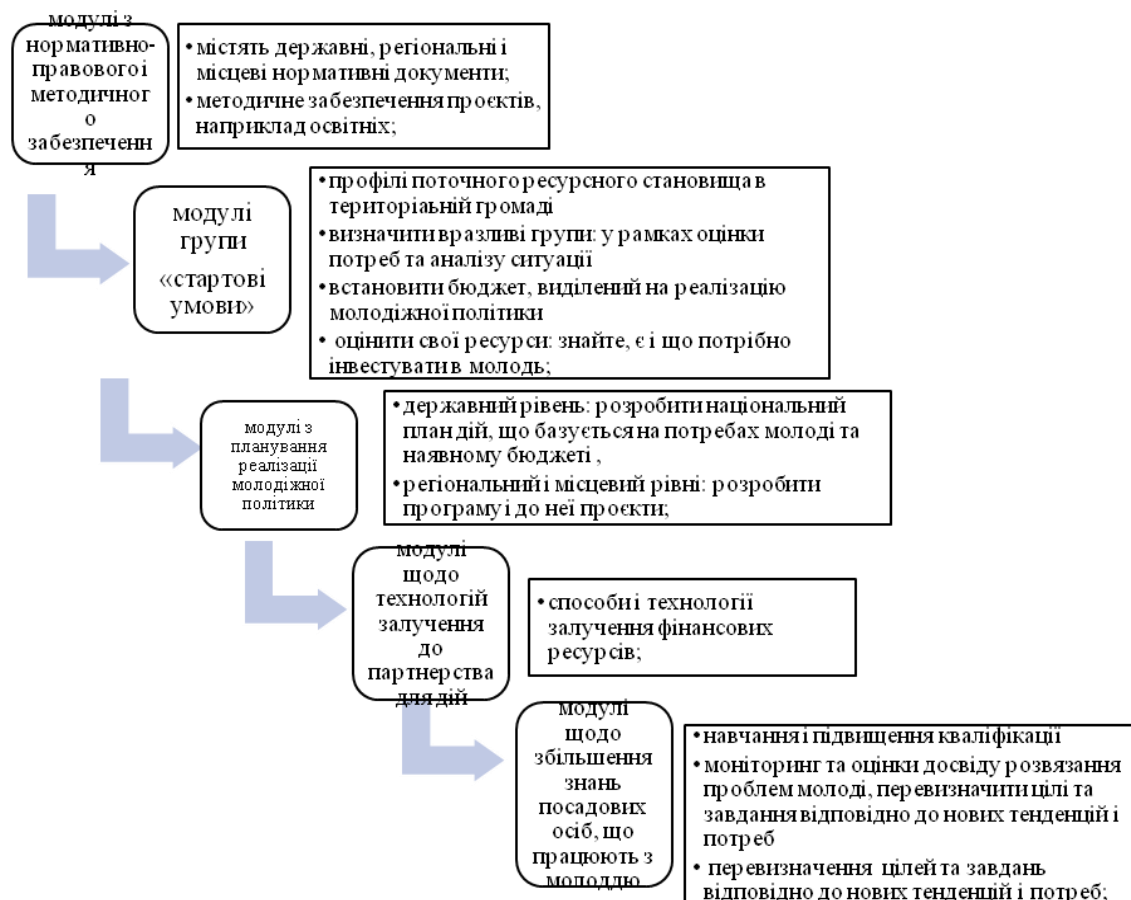 модулі з
нормативно-
правового і
методичног
о
забезпечен
ня
• містять державні, регіональні і
місцеві нормативні документи;
• методичне забезпечення проєктів,
наприклад освітніх;
модулі
групи
«стартові
умови»
• профілі поточного ресурсного становища в
територіаьній громаді
• визначити вразливі групи: у рамках оцінки
потреб та аналізу ситуації
• встановити бюджет, виділений на реалізацію
молодіжної політики
• оцінити свої ресурси: знайте, є і що потрібно
інвестувати в молодь;
модулі з
планування
реалізації
молодіжної
політики
• державний рівень: розробити національний
план дій, що базується на потребах молоді та
наявному бюджеті ,
• регіональний і місцевий рівні: розробити
програму і до неї проєкти;
модулі
щодо
технологій
залучення
до
партнерства
для дій
• способи і технології
залучення фінансових
ресурсів;
модулі
щодо
збільшення
знань
посадових
осіб, що
працюють з
молоддю
• навчання і підвищення кваліфікації
• моніторинг та оцінки досвіду розвязання
проблем молоді, перевизначити цілі та
завдання відповідно до нових тенденцій і
потреб
• перевизначення цілей та завдань
відповідно до нових тенденцій і потреб;